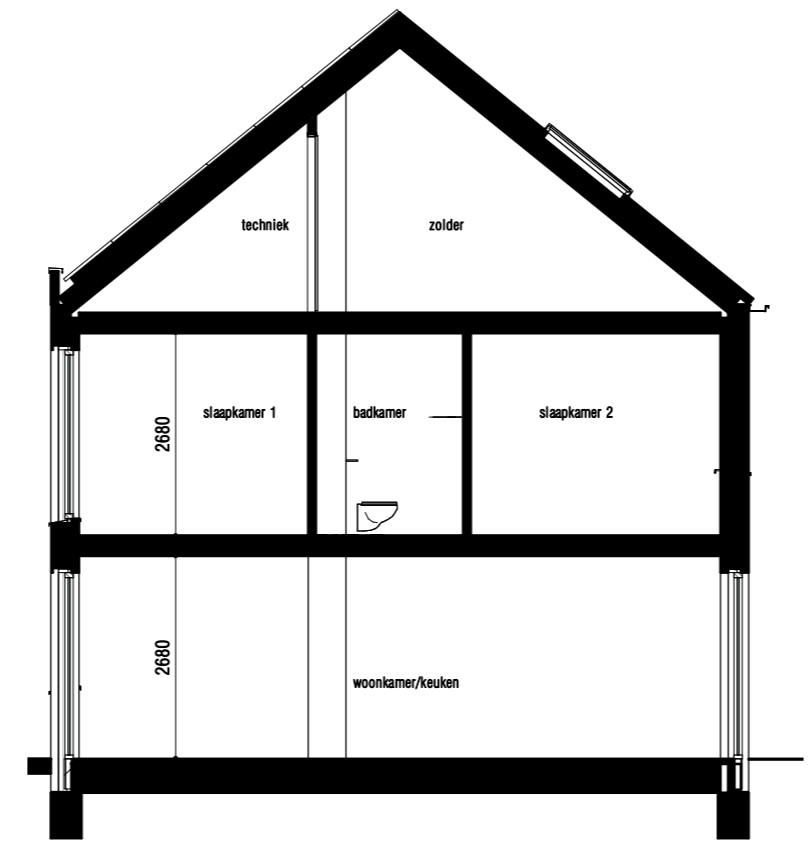 techniek
zolder
slaapkamer 1
badkamer
slaapkamer 2
2680
2680
woonkamer/keuken